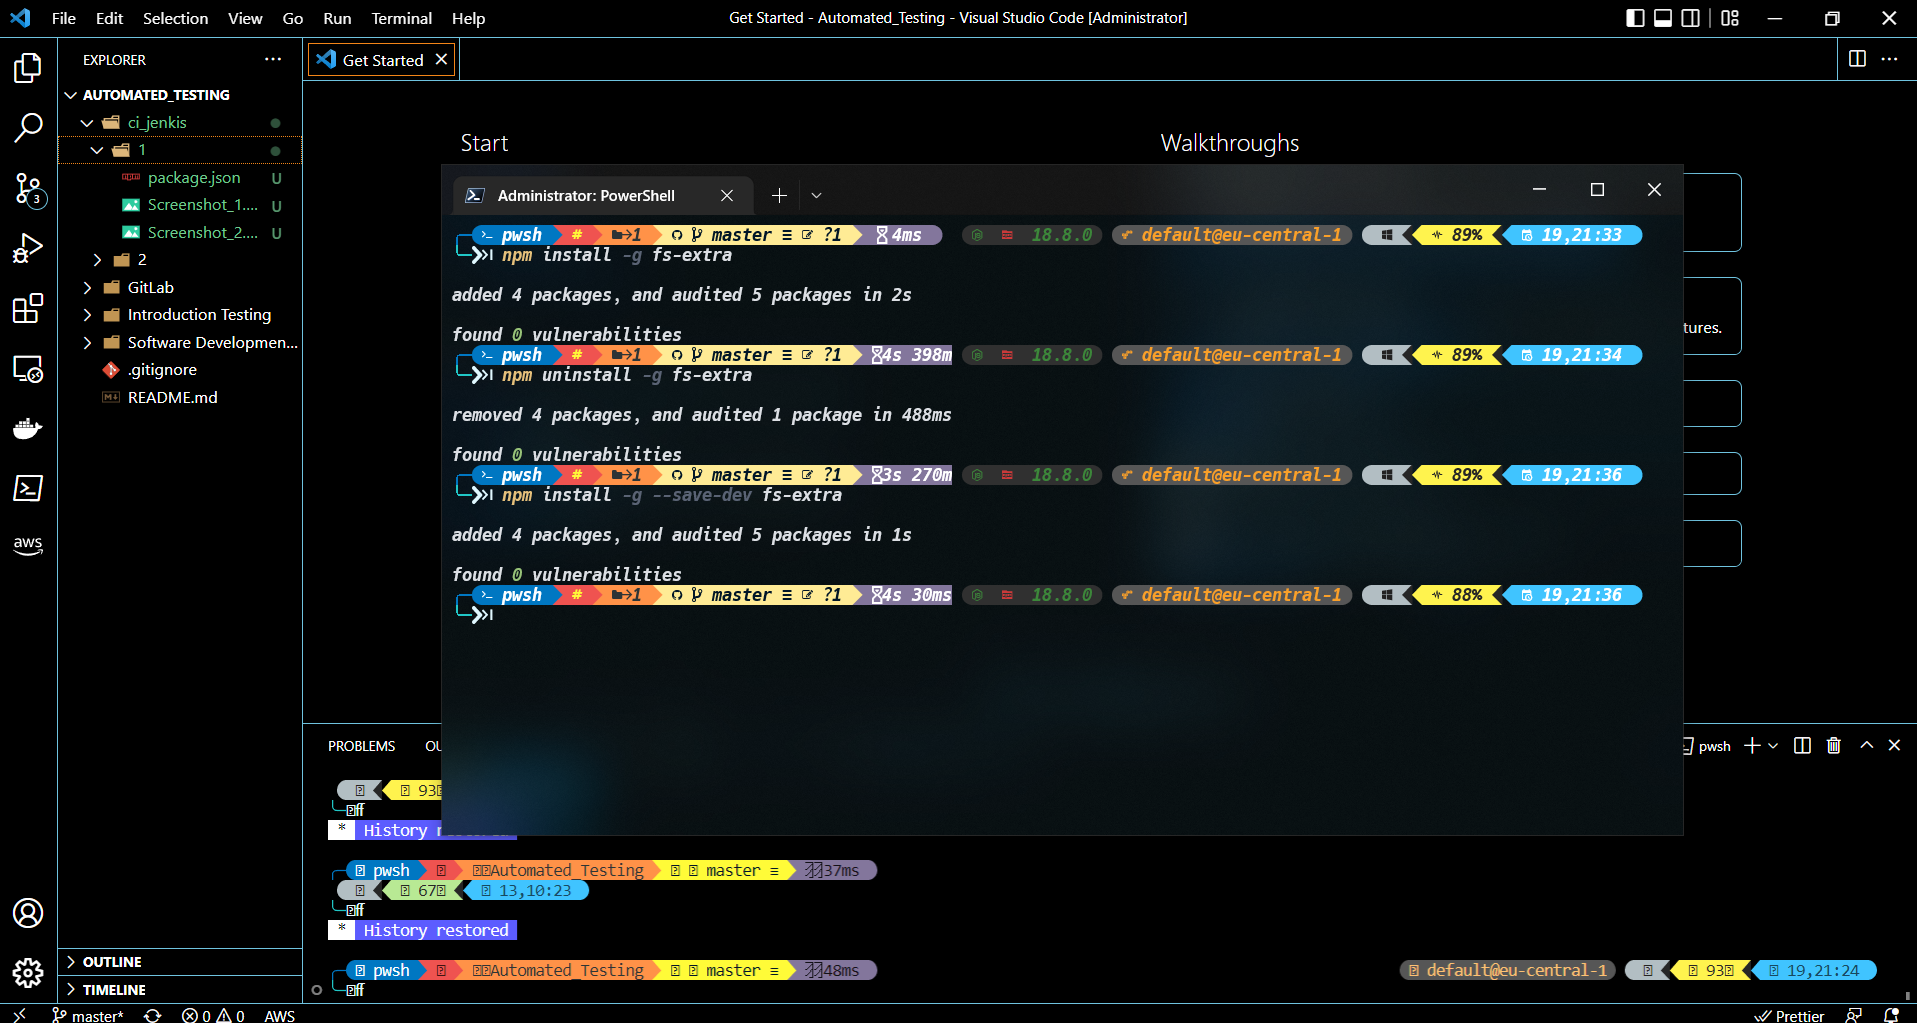 File Edit Selection View Go Run Terminal Help
Get Started - Automated_Testing - Visual Studio Code [Administrator]
EXPLORER
Get Started
AUTOMATED_TESTING
ci_jenkis
1
package.json U
Screenshot_1.... U
Screenshot_2.... U
2
GitLab
Introduction Testing
Software Developmen...
.gitignore
README.md
3
aws
OUTLINE
TIMELINE
Start
Walkthroughs
tures.
Administrator: PowerShell
pwsh # 1 master ≡ ?1 4ms 18.8.0 default@eu-central-1 89% 19,21:33
npm install -g fs-extra
added 4 packages, and audited 5 packages in 2s
found 0 vulnerabilities
pwsh # 1 master ≡ ?1 4s 398m 18.8.0 default@eu-central-1 89% 19,21:34
npm uninstall -g fs-extra
removed 4 packages, and audited 1 package in 488ms
found 0 vulnerabilities
pwsh # 1 master ≡ ?1 3s 270m 18.8.0 default@eu-central-1 89% 19,21:36
npm install -g --save-dev fs-extra
added 4 packages, and audited 5 packages in 1s
found 0 vulnerabilities
pwsh # 1 master ≡ ?1 4s 30ms 18.8.0 default@eu-central-1 88% 19,21:36
PROBLEMS OU
pwsh
93
ff
* History
pwsh Automated_Testing master ≡ 37ms
67 13,10:23
ff
* History restored
pwsh Automated_Testing master ≡ 48ms default@eu-central-1 93 19,21:24
ff
master* 0 0 AWS Prettier